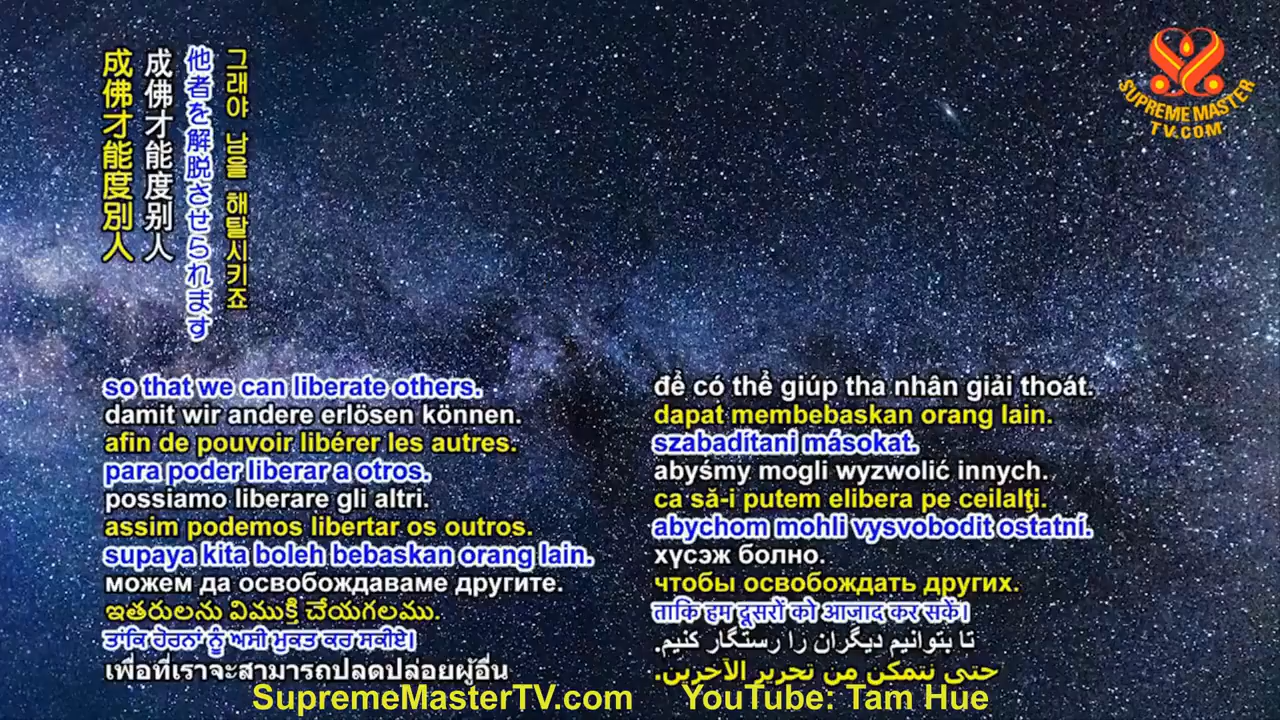 成佛才能度別人
成佛才能度别人
他者を解脱させられます
그래야 남을 해탈시키죠
SUPREME MASTER
TV.COM
so that we can liberate others.
damit wir andere erlösen können.
afin de pouvoir libérer les autres.
para poder liberar a otros.
possiamo liberare gli altri.
assim podemos libertar os outros.
supaya kita boleh bebaskan orang lain.
можем да освобождаваме другите.
ఇతరులను విముక్తి చేయగలము.
ਤਾਂਕਿ ਹੋਰਨਾਂ ਨੂੰ ਅਸੀ ਮੁਕਤ ਕਰ ਸਕੀਏ।
เพื่อที่เราจะสามารถปลดปล่อยผู้อื่น
để có thể giúp tha nhân giải thoát.
dapat membebaskan orang lain.
szabadítani másokat.
abyśmy mogli wyzwolić innych.
ca să-i putem elibera pe ceilalţi.
abychom mohli vysvobodit ostatní.
хүсэж болно.
чтобы освобождать других.
ताकि हम दूसरों को आजाद कर सकें।
تا بتوانیم دیگران را رستگار کنیم.
حتى نتمكن من تحرير الآخرين.
SupremeMasterTV.com YouTube: Tam Hue